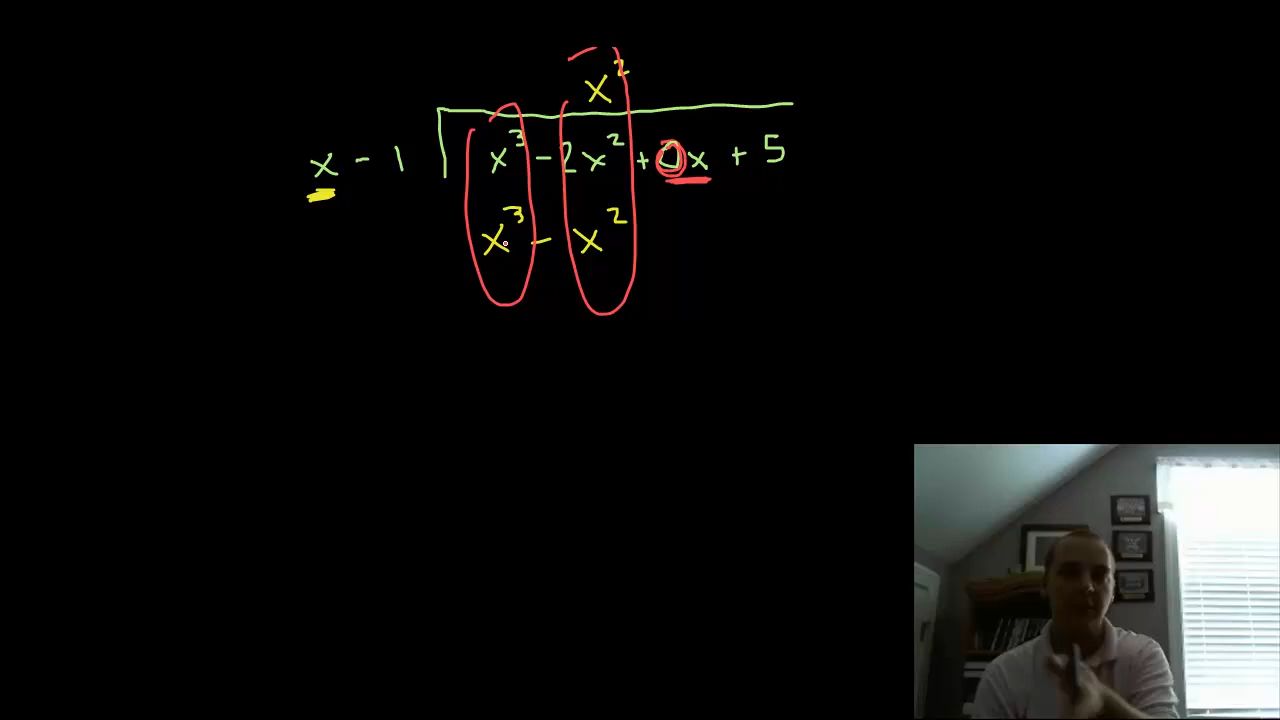 x²
x - 1 x³ - 2x² + 0x + 5
x³ - x²